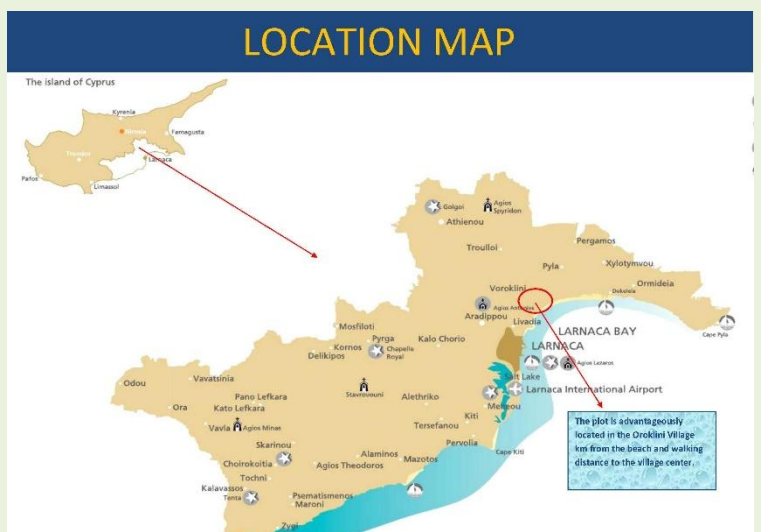 LOCATION MAP
The island of Cyprus
Kyrenia
Nicosia
Famagusta
Troodos
Larnaca
Pafos
Limassol
Golgoi
Agios
Spyridon
Athienou
Troulloi
Pergamos
Pyla
Xylotymvou
Voroklini
Ormideia
Dekeleia
Agios Antonios
Aradippou
Livadia
Mosfiloti
LARNACA BAY
Cape Pyla
Pyrga
Kalo Chorio
LARNACA
Kornos
Chapelle
Royal
Delikipos
Agios Lazaros
Salt Lake
Odou
Vavatsinia
Stavrovouni
Larnaca International Airport
Pano Lefkara
Alethriko
Ora
Kato Lefkara
Meneou
Kiti
Vavla
Agios Minas
Tersefanou
The plot is advantageously
located in the Oroklini Village
km from the beach and walking
distance to the village center.
Skarinou
Pervolia
Cape Kiti
Alaminos
Mazotos
Choirokoitia
Agios Theodoros
Tochni
Kalavassos
Tenta
Psematismenos
Maroni
Zygi